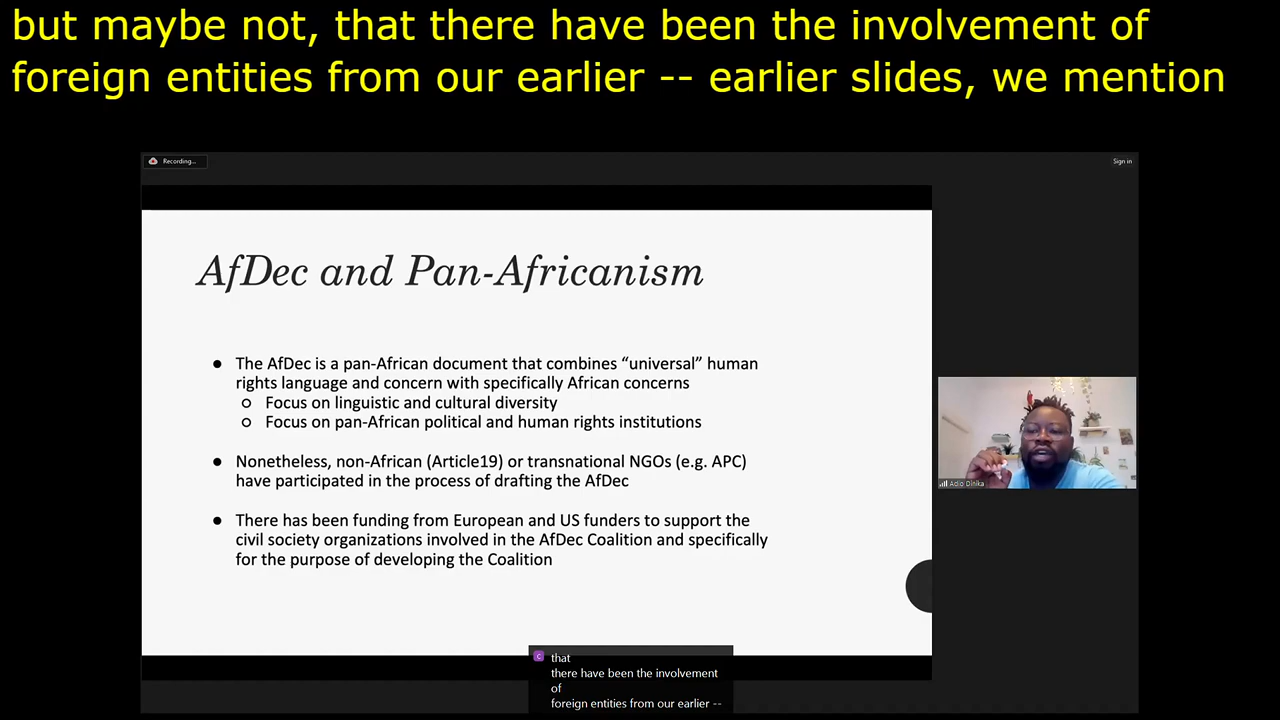 but maybe not, that there have been the involvement of
foreign entities from our earlier -- earlier slides, we mention
Recording...
Sign in
AfDec and Pan-Africanism
● The AfDec is a pan-African document that combines “universal” human
rights language and concern with specifically African concerns
○ Focus on linguistic and cultural diversity
○ Focus on pan-African political and human rights institutions
● Nonetheless, non-African (Article19) or transnational NGOs (e.g. APC)
have participated in the process of drafting the AfDec
● There has been funding from European and US funders to support the
civil society organizations involved in the AfDec Coalition and specifically
for the purpose of developing the Coalition
Adio Dinika
C that
there have been the involvement
of
foreign entities from our earlier --